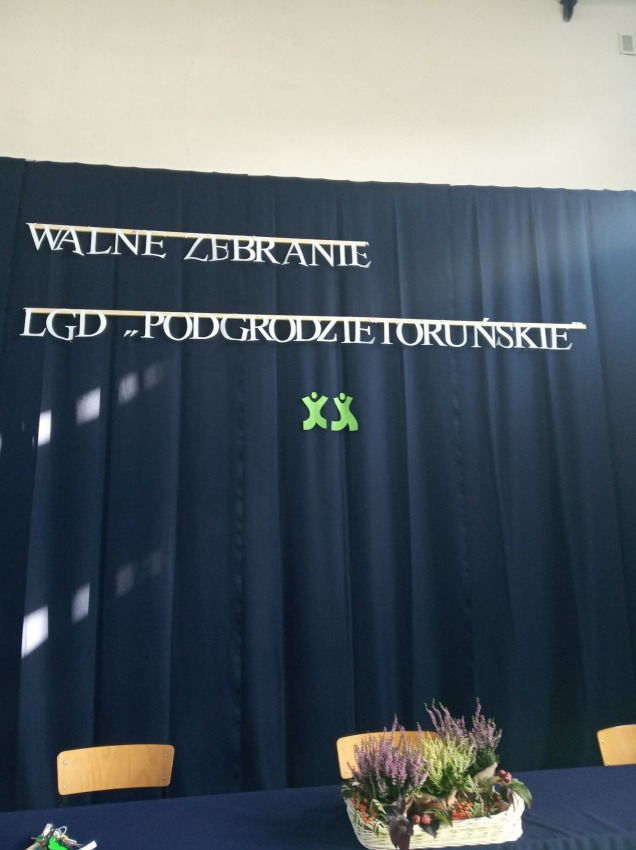 WALNE ZEBRANIE
LGD „PODGRODZIE TORUŃSKIE"